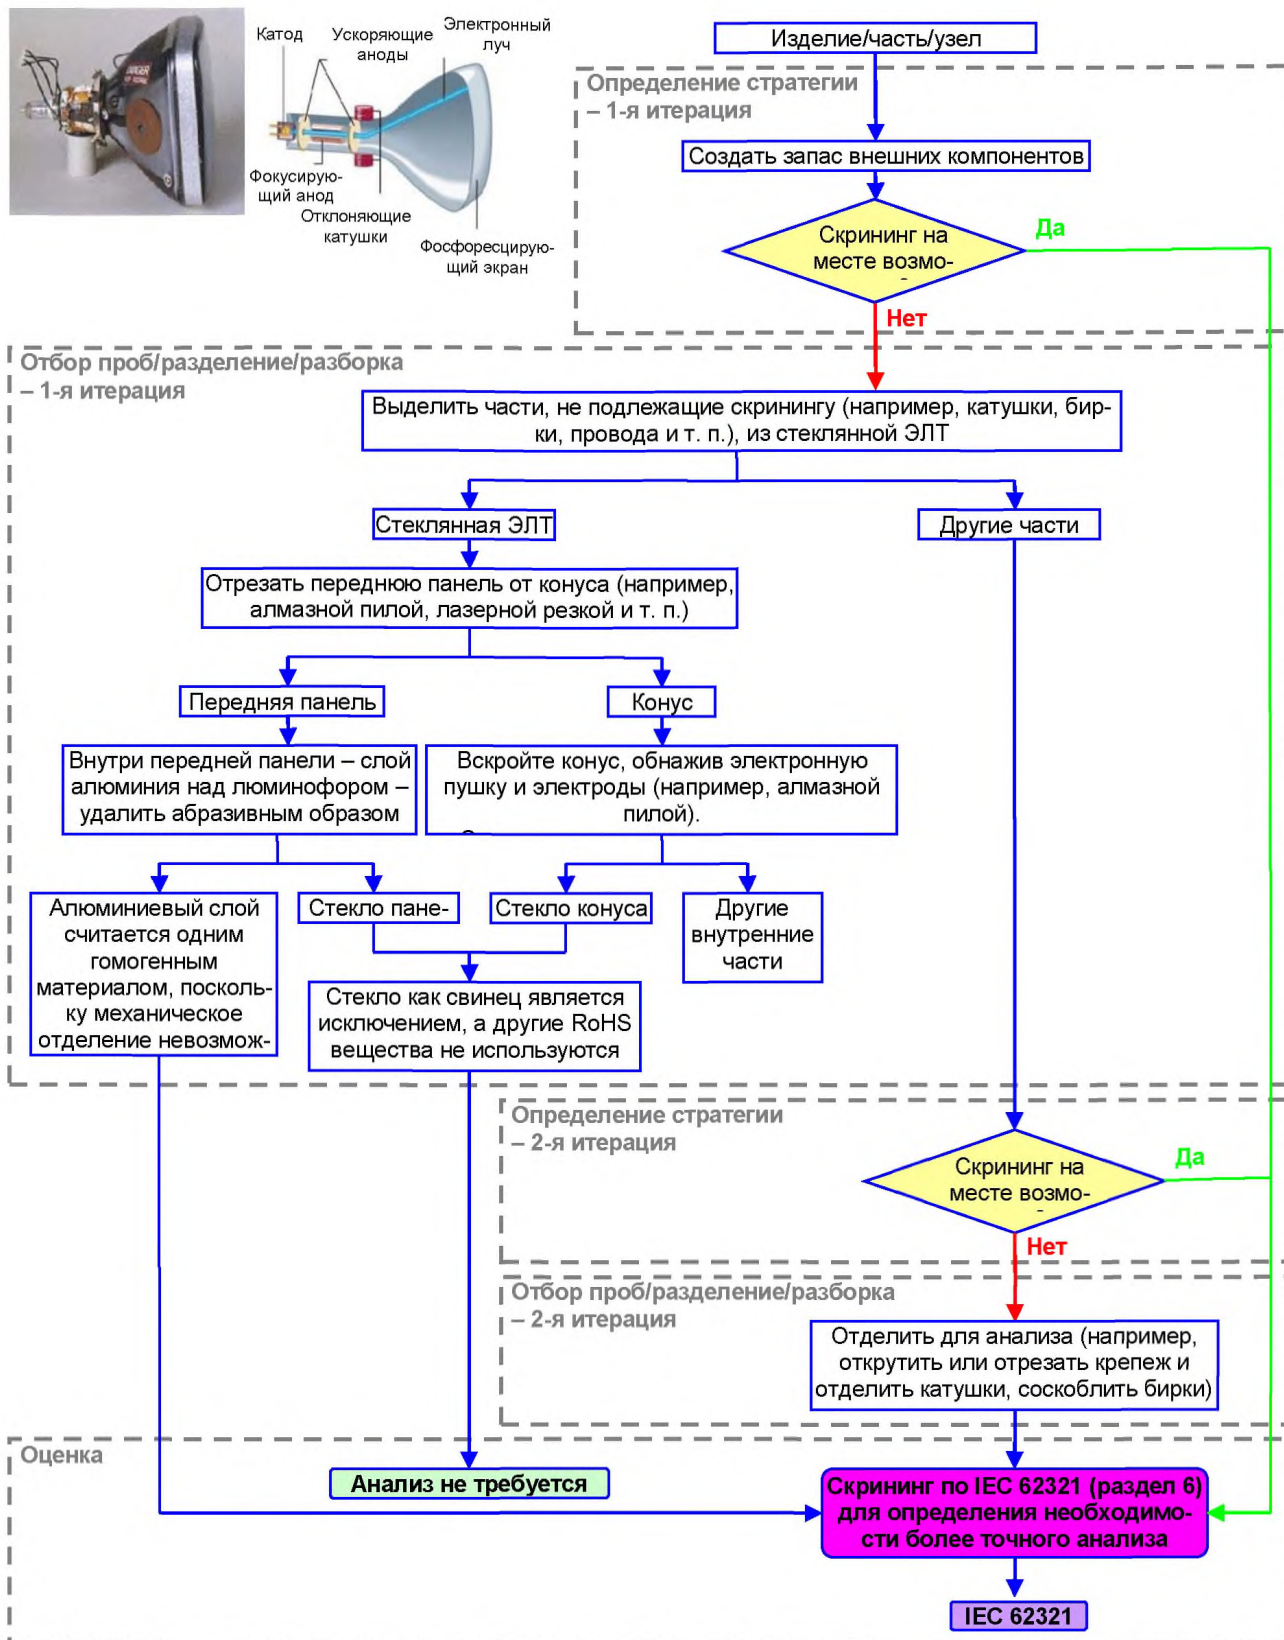 Катод
Ускоряющие
аноды
Электронный
луч
Фокусирую-
щий анод
Отклоняющие
катушки
Фосфоресцирую-
щий экран
DANGER
Изделие/часть/узел
Определение стратегии
– 1-я итерация
Создать запас внешних компонентов
Скрининг на
месте возмо-
Да
Нет
Отбор проб/разделение/разборка
– 1-я итерация
Выделить части, не подлежащие скринингу (например, катушки, бир-
ки, провода и т. п.), из стеклянной ЭЛТ
Стеклянная ЭЛТ
Другие части
Отрезать переднюю панель от конуса (например,
алмазной пилой, лазерной резкой и т. п.)
Передняя панель
Конус
Внутри передней панели – слой
алюминия над люминофором –
удалить абразивным образом
Вскройте конус, обнажив электронную
пушку и электроды (например, алмазной
пилой).
Алюминиевый слой
считается одним
гомогенным
материалом, посколь-
ку механическое
отделение невозмож-
Стекло пане-
Стекло конуса
Другие
внутренние
части
Стекло как свинец является
исключением, а другие RoHS
вещества не используются
Определение стратегии
– 2-я итерация
Скрининг на
месте возмо-
Да
Нет
Отбор проб/разделение/разборка
– 2-я итерация
Отделить для анализа (например,
открутить или отрезать крепеж и
отделить катушки, соскоблить бирки)
Оценка
Анализ не требуется
Скрининг по IEC 62321 (раздел 6)
для определения необходимо-
сти более точного анализа
IEC 62321